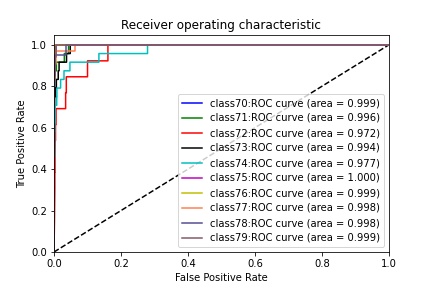 Receiver operating characteristic
True Positive Rate
1.0
0.8
0.6
0.4
0.2
0.0
class70:ROC curve (area = 0.999)
class71:ROC curve (area = 0.996)
class72:ROC curve (area = 0.972)
class73:ROC curve (area = 0.994)
class74:ROC curve (area = 0.977)
class75:ROC curve (area = 1.000)
class76:ROC curve (area = 0.999)
class77:ROC curve (area = 0.998)
class78:ROC curve (area = 0.998)
class79:ROC curve (area = 0.999)
0.0 0.2 0.4 0.6 0.8 1.0
False Positive Rate